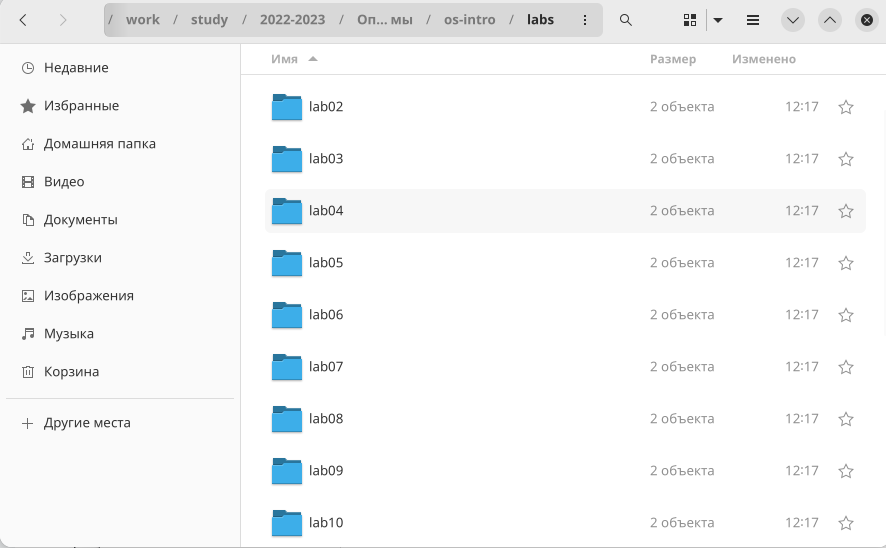 / work / study / 2022-2023 / Оп... мы / os-intro / labs
Недавние
Избранные
Домашняя папка
Видео
Документы
Загрузки
Изображения
Музыка
Корзина
Другие места
Имя Размер Изменено
lab02 2 объекта 12:17
lab03 2 объекта 12:17
lab04 2 объекта 12:17
lab05 2 объекта 12:17
lab06 2 объекта 12:17
lab07 2 объекта 12:17
lab08 2 объекта 12:17
lab09 2 объекта 12:17
lab10 2 объекта 12:17